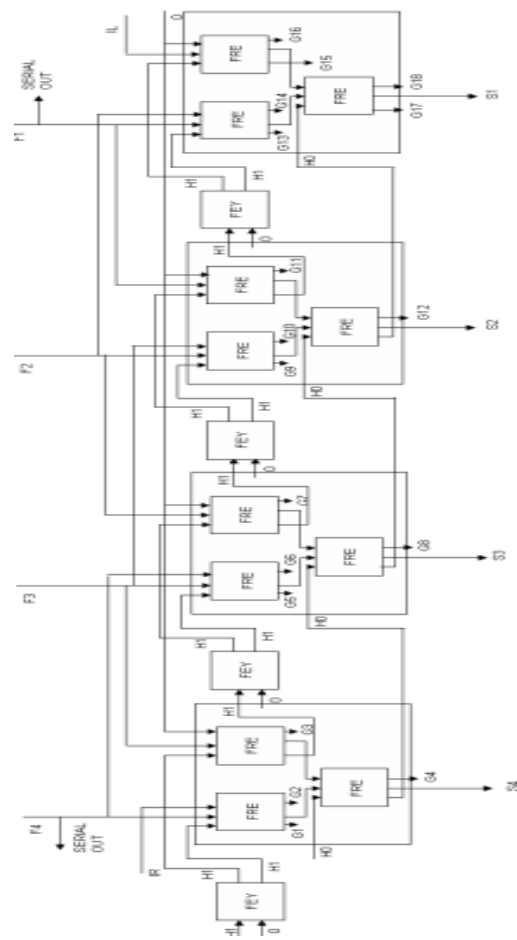 F4
F3
F2
F1
SERIAL OUT
SERIAL OUT
IL
IR
0
H1
H1
H1
H1
H1
H1
H1
H1
FEY
FEY
FEY
FEY
H1
0
H1
0
H1
0
H1
0
FRE
FRE
FRE
FRE
FRE
FRE
FRE
FRE
G1
G2
G3
G5
G6
G7
G9
G10
G11
G13
G14
G15
G16
H0
H0
H0
H0
FRE
FRE
FRE
FRE
G4
G8
G12
G17
G18
S4
S3
S2
S1